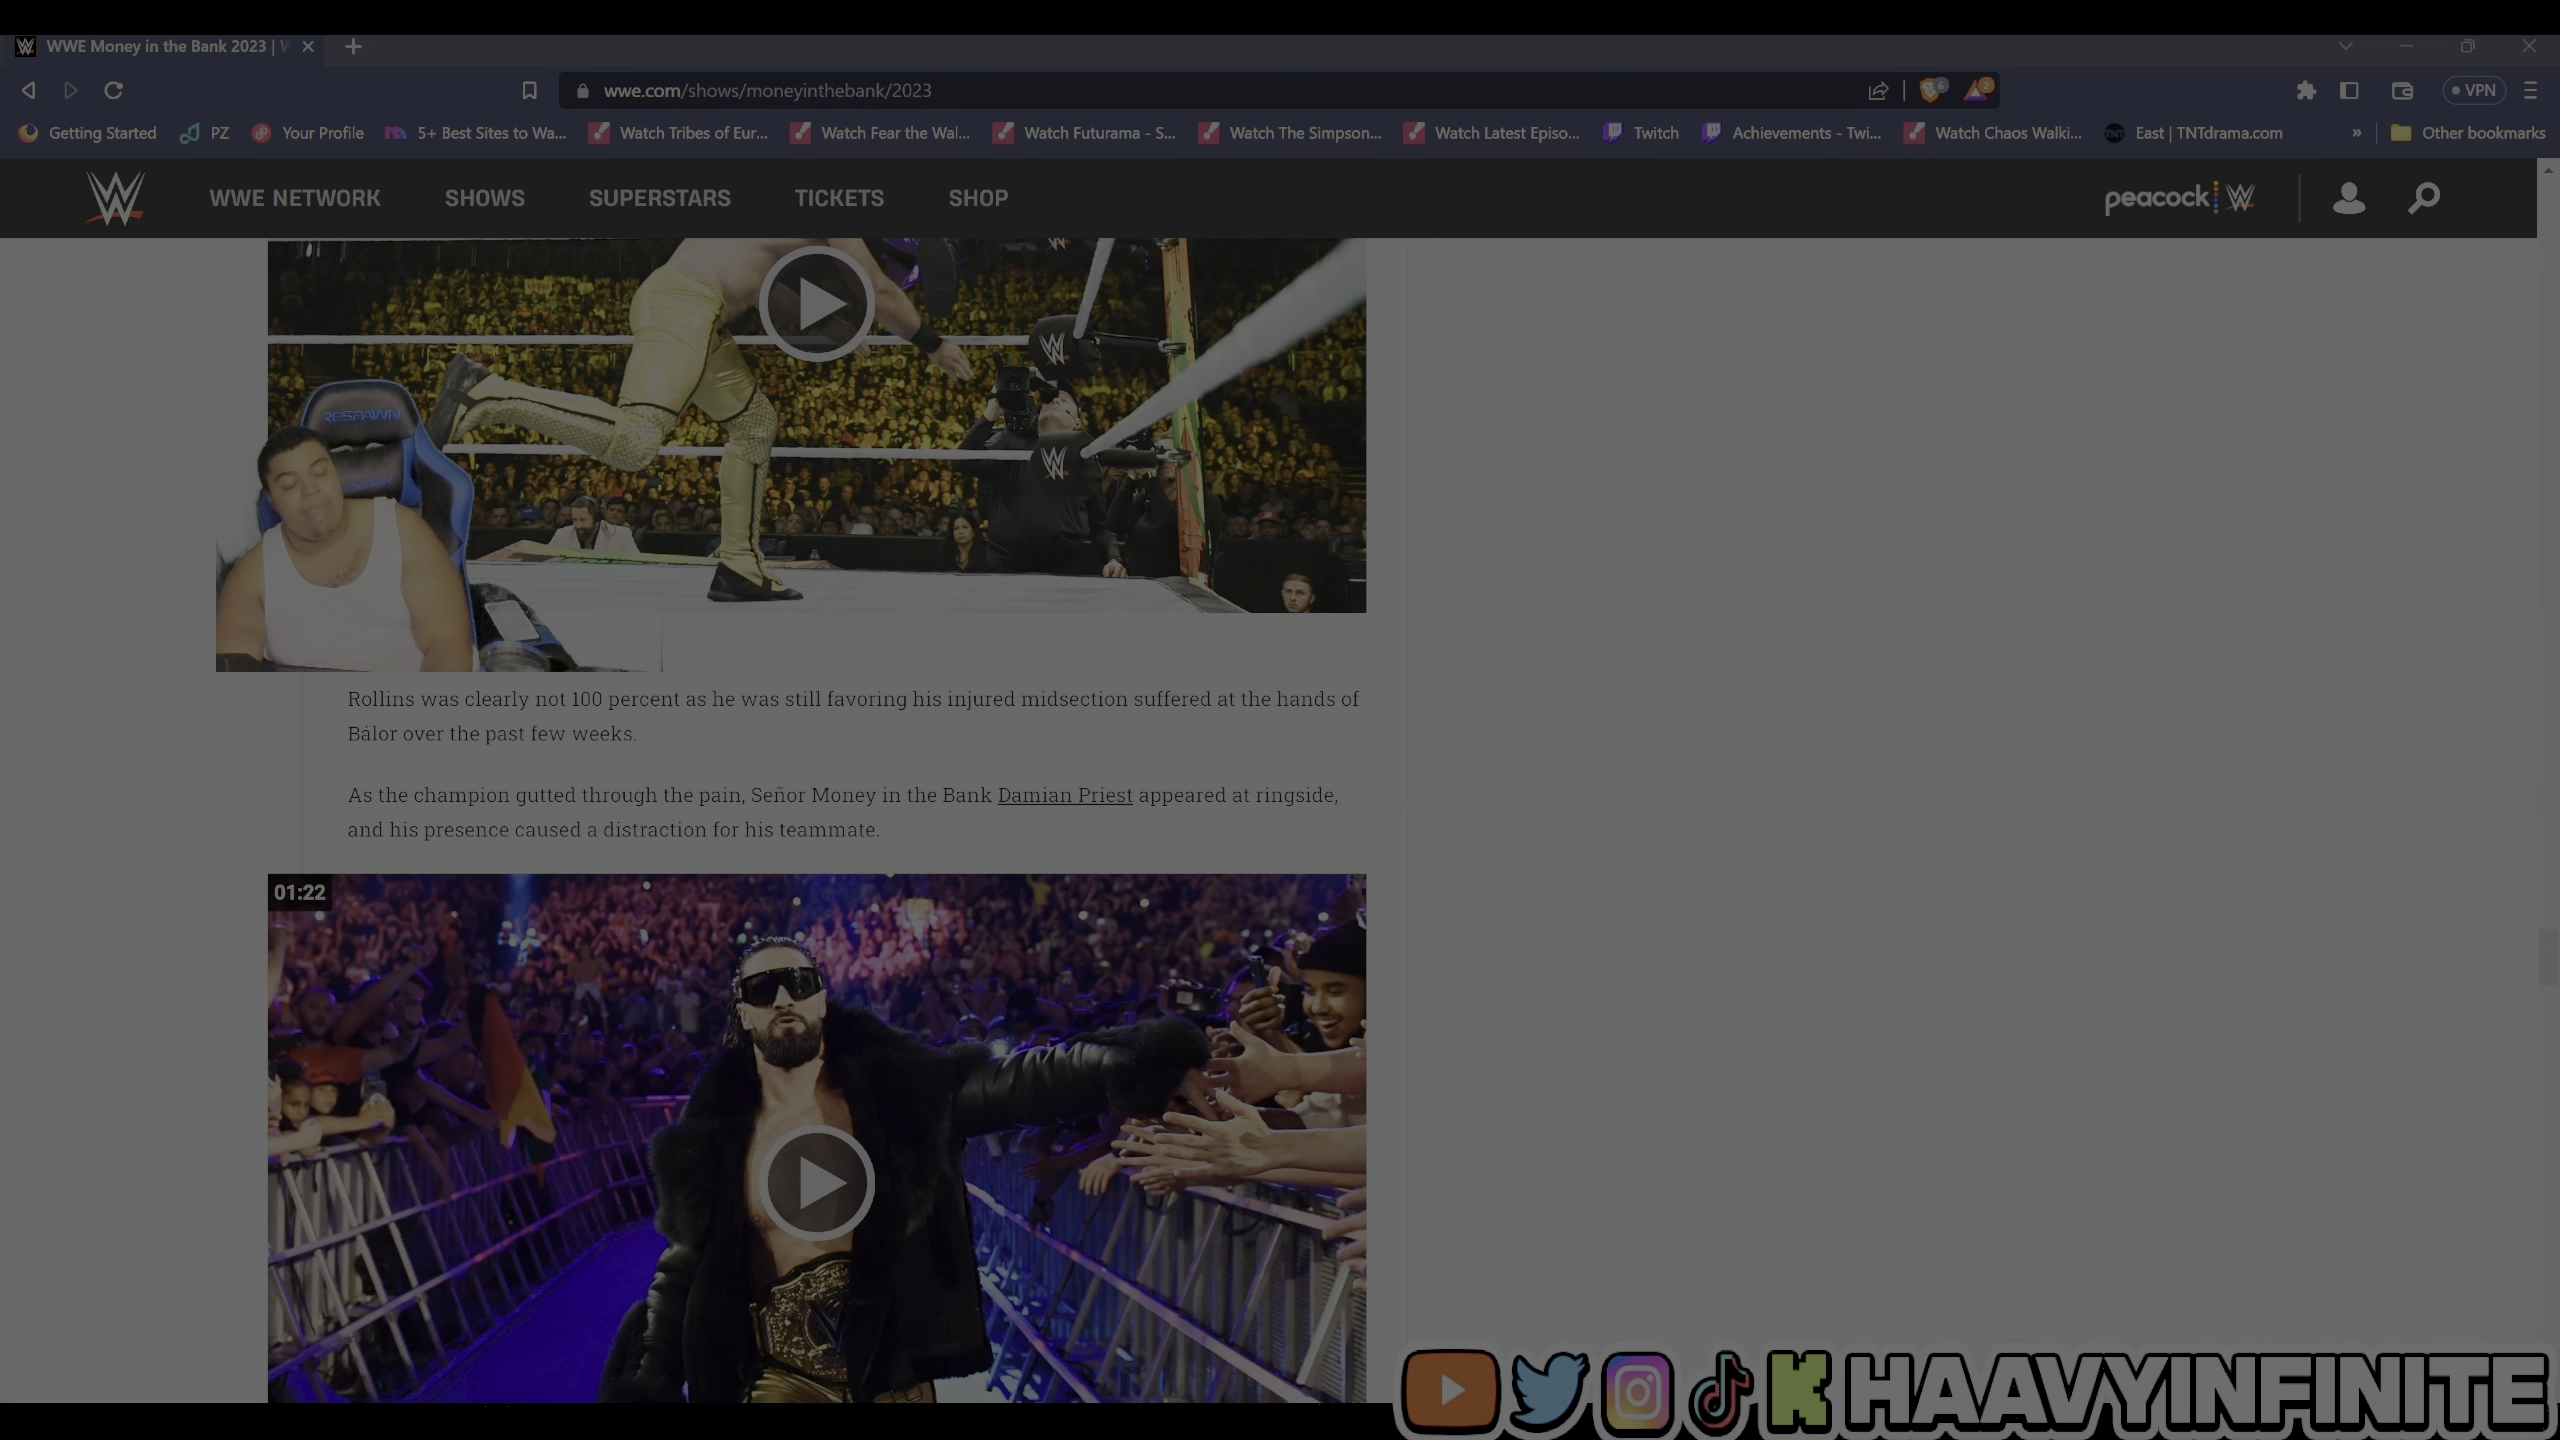 WWE Money in the Bank 2023 | W
wwe.com/shows/moneyinthebank/2023
6
2
VPN
Getting Started
PZ
Your Profile
5+ Best Sites to Wa...
Watch Tribes of Eur...
Watch Fear the Wal...
Watch Futurama - S...
Watch The Simpson...
Watch Latest Episo...
Twitch
Achievements - Twi...
Watch Chaos Walki...
TNT
East | TNTdrama.com
»
Other bookmarks
WWE NETWORK
SHOWS
SUPERSTARS
TICKETS
SHOP
peacock
RESPAWN
Rollins was clearly not 100 percent as he was still favoring his injured midsection suffered at the hands of
Bálor over the past few weeks.
As the champion gutted through the pain, Señor Money in the Bank Damian Priest appeared at ringside,
and his presence caused a distraction for his teammate.
01:22
K HAAVYINFINITE